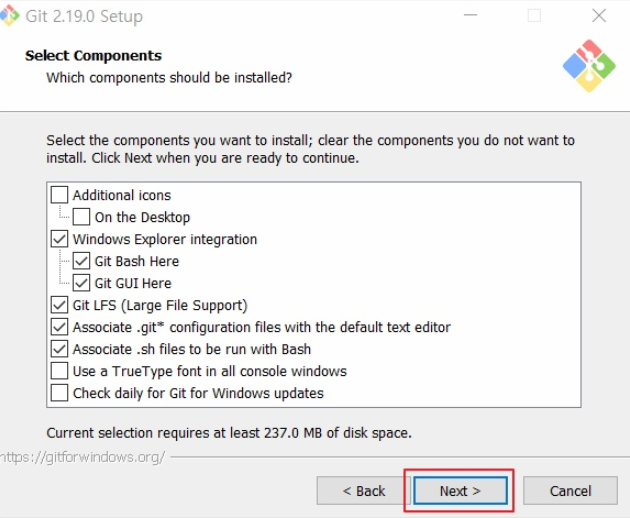 Git 2.19.0 Setup
Select Components
Which components should be installed?
Select the components you want to install; clear the components you do not want to
install. Click Next when you are ready to continue.
Additional icons
On the Desktop
Windows Explorer integration
Git Bash Here
Git GUI Here
Git LFS (Large File Support)
Associate .git* configuration files with the default text editor
Associate .sh files to be run with Bash
Use a TrueType font in all console windows
Check daily for Git for Windows updates
Current selection requires at least 237.0 MB of disk space.
https://gitforwindows.org/
< Back
Next >
Cancel